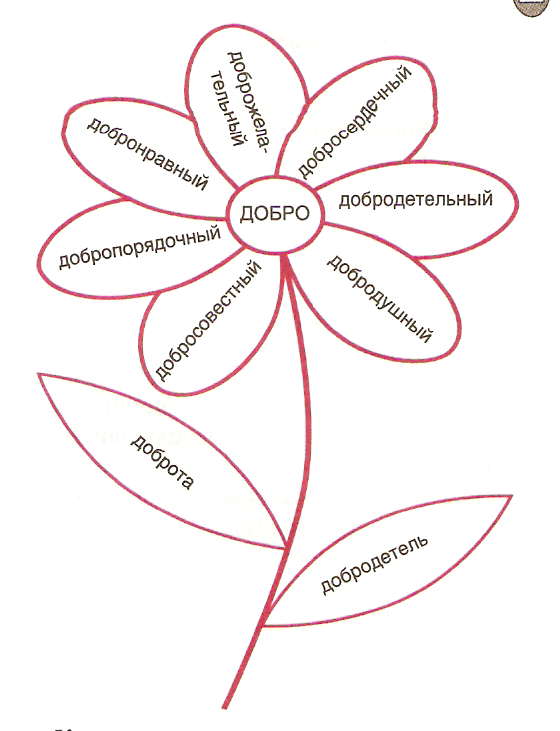 доброжела-
тельный
добросердечный
добронравный
добродетельный
ДОБРО
добропорядочный
добродушный
добросовестный
доброта
добродетель